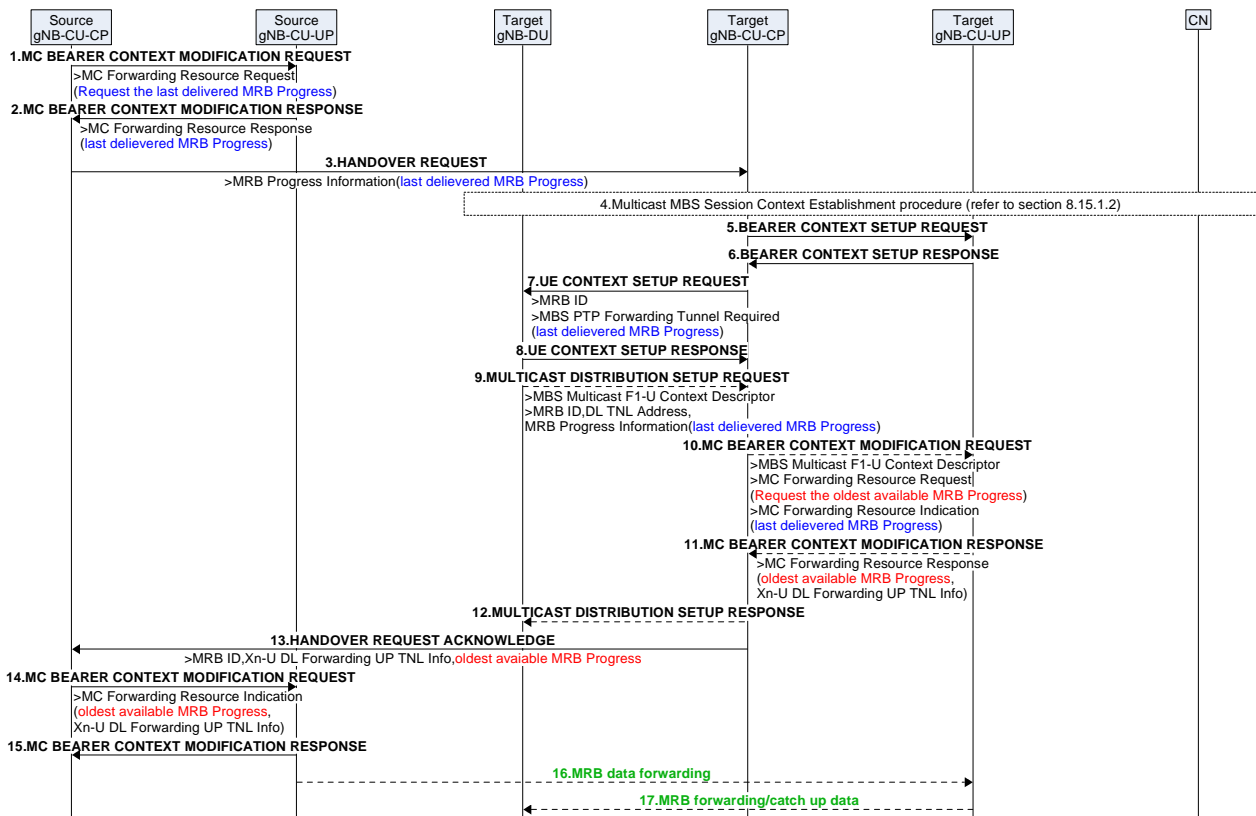 Source
gNB-CU-CP
Source
gNB-CU-UP
Target
gNB-DU
Target
gNB-CU-CP
Target
gNB-CU-UP
CN
1.MC BEARER CONTEXT MODIFICATION REQUEST
>MC Forwarding Resource Request
(Request the last delivered MRB Progress)
2.MC BEARER CONTEXT MODIFICATION RESPONSE
>MC Forwarding Resource Response
(last delievered MRB Progress)
3.HANDOVER REQUEST
>MRB Progress Information(last delievered MRB Progress)
4.Multicast MBS Session Context Establishment procedure (refer to section 8.15.1.2)
5.BEARER CONTEXT SETUP REQUEST
6.BEARER CONTEXT SETUP RESPONSE
7.UE CONTEXT SETUP REQUEST
>MRB ID
>MBS PTP Forwarding Tunnel Required
(last delievered MRB Progress)
8.UE CONTEXT SETUP RESPONSE
9.MULTICAST DISTRIBUTION SETUP REQUEST
>MBS Multicast F1-U Context Descriptor
>MRB ID,DL TNL Address,
MRB Progress Information(last delievered MRB Progress)
10.MC BEARER CONTEXT MODIFICATION REQUEST
>MBS Multicast F1-U Context Descriptor
>MC Forwarding Resource Request
(Request the oldest available MRB Progress)
>MC Forwarding Resource Indication
(last delievered MRB Progress)
11.MC BEARER CONTEXT MODIFICATION RESPONSE
>MC Forwarding Resource Response
(oldest available MRB Progress,
Xn-U DL Forwarding UP TNL Info)
12.MULTICAST DISTRIBUTION SETUP RESPONSE
13.HANDOVER REQUEST ACKNOWLEDGE
>MRB ID,Xn-U DL Forwarding UP TNL Info,oldest avaiable MRB Progress
14.MC BEARER CONTEXT MODIFICATION REQUEST
>MC Forwarding Resource Indication
(oldest available MRB Progress,
Xn-U DL Forwarding UP TNL Info)
15.MC BEARER CONTEXT MODIFICATION RESPONSE
16.MRB data forwarding
17.MRB forwarding/catch up data